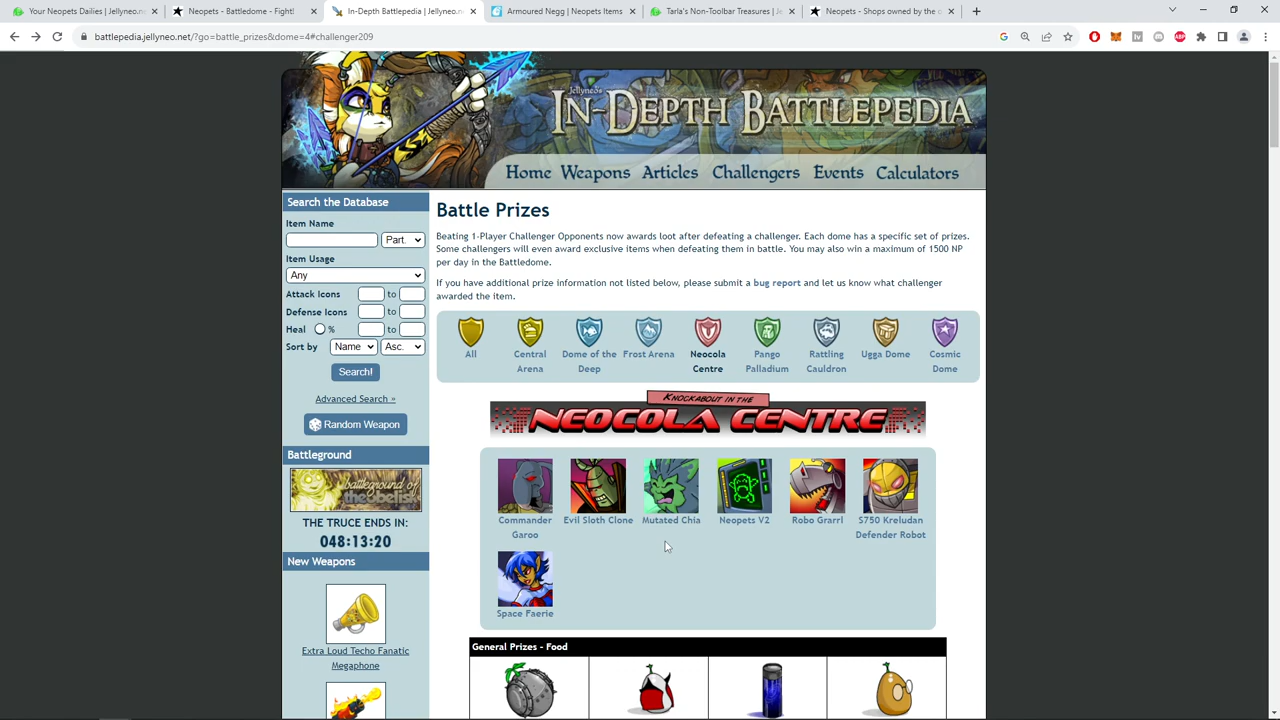 Neopets Dailies | Jellyneo.ne
Neopets - Battledome - Fight!
In-Depth Battlepedia | Jellyneo.n
Armoured Negg | Neopets Items
Tarla's Non-Toolbar Treasures | Je
Neopets - Shops owned by the o
battlepedia.jellyneo.net/?go=battle_prizes&dome=4#challenger209
Jellyneo's
In-Depth Battlepedia
Home Weapons Articles Challengers Events Calculators
Search the Database
Item Name
Part.
Item Usage
Any
Attack Icons to
Defense Icons to
Heal % to
Sort by Name Asc.
Search!
Advanced Search »
Random Weapon
Battleground
battleground of
the obelisk
THE TRUCE ENDS IN:
048:13:20
New Weapons
Extra Loud Techo Fanatic
Megaphone
Battle Prizes
Beating 1-Player Challenger Opponents now awards loot after defeating a challenger. Each dome has a specific set of prizes.
Some challengers will even award exclusive items when defeating them in battle. You may also win a maximum of 1500 NP
per day in the Battledome.
If you have additional prize information not listed below, please submit a bug report and let us know what challenger
awarded the item.
All
Central
Arena
Dome of the
Deep
Frost Arena
Neocola
Centre
Pango
Palladium
Rattling
Cauldron
Ugga Dome
Cosmic
Dome
KNOCKABOUT IN THE
NEOCOLA CENTRE
Commander
Garoo
Evil Sloth Clone
Mutated Chia
Neopets V2
Robo Grarrl
S750 Kreludan
Defender Robot
Space Faerie
General Prizes - Food